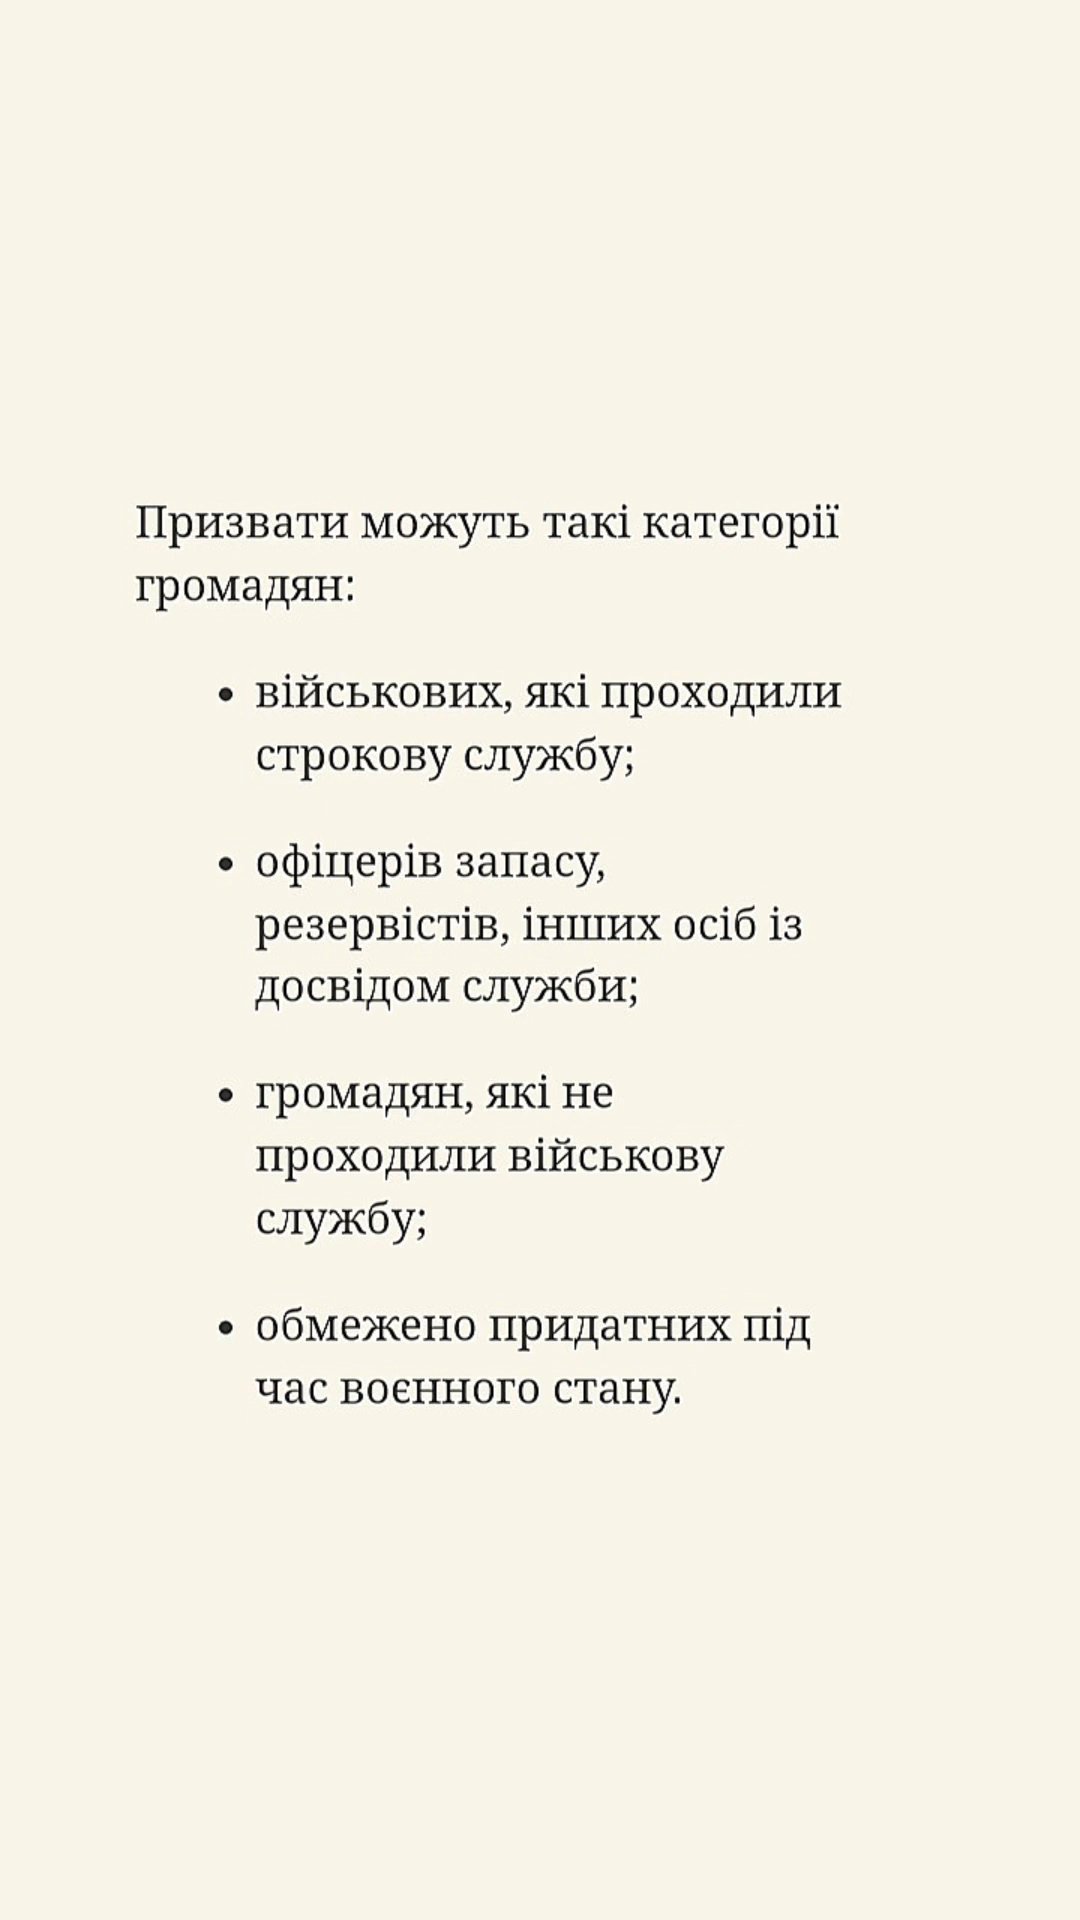 Призвати можуть такі категорії
громадян:
• військових, які проходили
строкову службу;
• офіцерів запасу,
резервістів, інших осіб із
досвідом служби;
• громадян, які не
проходили військову
службу;
• обмежено придатних під
час воєнного стану.